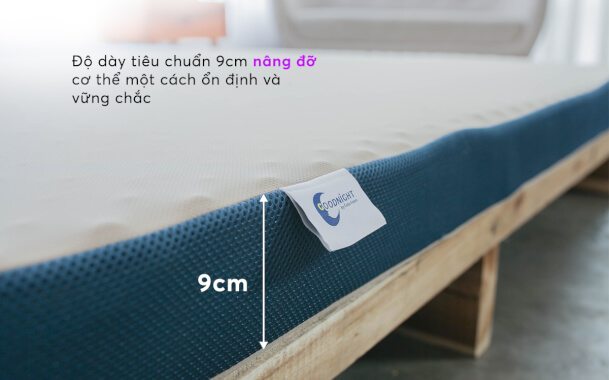 Độ dày tiêu chuẩn 9cm nâng đỡ
cơ thể một cách ổn định và
vững chắc
GOODNIGHT
9cm